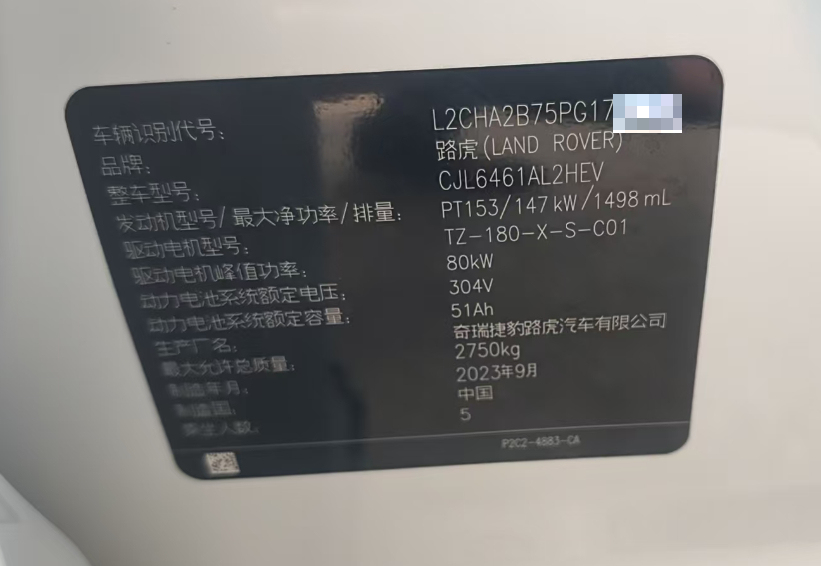 车辆识别代号: L2CHA2B75PG17
品牌: 路虎(LAND ROVER)
整车型号: CJL6461AL2HEV
发动机型号/最大净功率/排量: PT153/147kW/1498mL
驱动电机型号: TZ-180-X-S-C01
驱动电机峰值功率: 80kW
动力电池系统额定电压: 304V
动力电池系统额定容量: 51Ah
生产厂名: 奇瑞捷豹路虎汽车有限公司
最大允许总质量: 2750kg
制造年月: 2023年9月
制造国: 中国
乘坐人数: 5
P2C2-4883-CA